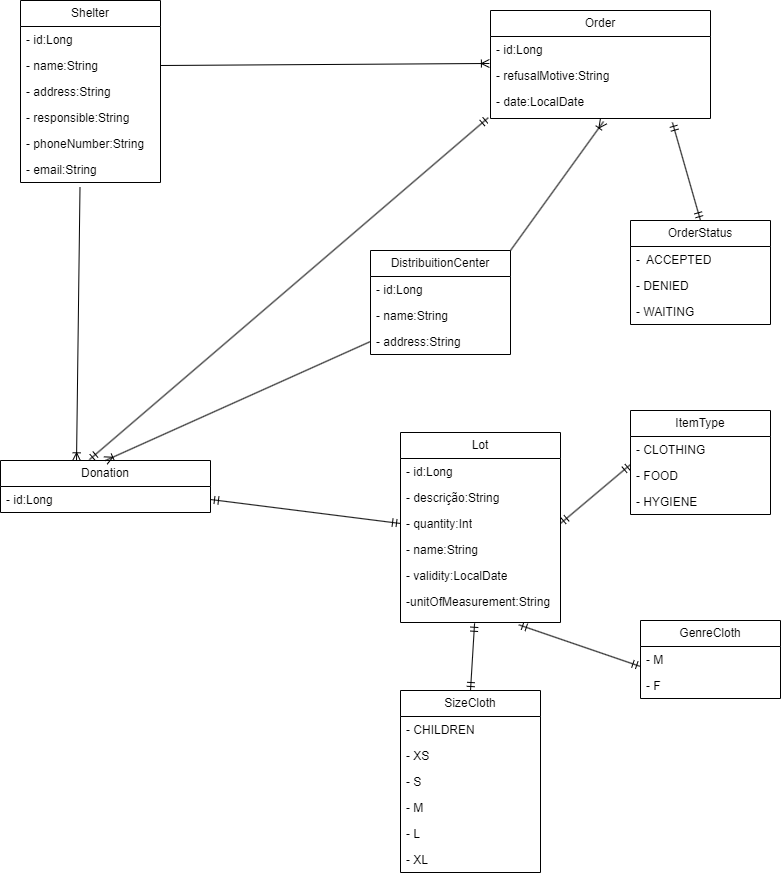 Shelter
- id:Long
- name:String
- address:String
- responsible:String
- phoneNumber:String
- email:String
Order
- id:Long
- refusalMotive:String
- date:LocalDate
OrderStatus
- ACCEPTED
- DENIED
- WAITING
DistribuitionCenter
- id:Long
- name:String
- address:String
Donation
- id:Long
Lot
- id:Long
- descrição:String
- quantity:Int
- name:String
- validity:LocalDate
-unitOfMeasurement:String
ItemType
- CLOTHING
- FOOD
- HYGIENE
GenreCloth
- M
- F
SizeCloth
- CHILDREN
- XS
- S
- M
- L
- XL